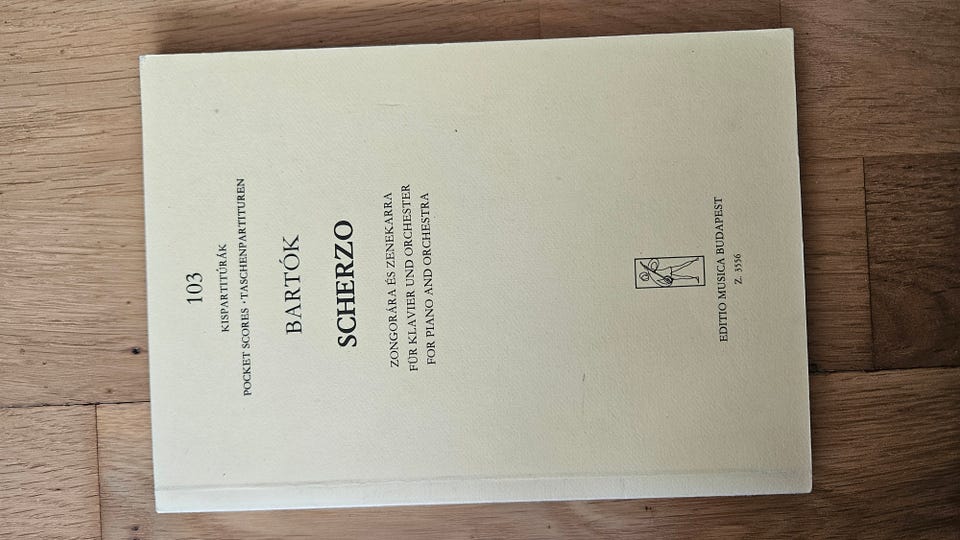 103
KISPARTITÚRÁK
POCKET SCORES · TASCHENPARTITUREN
BARTÓK
SCHERZO
ZONGORÁRA ÉS ZENEKARRA
FÜR KLAVIER UND ORCHESTER
FOR PIANO AND ORCHESTRA
EDITIO MUSICA BUDAPEST
Z. 3556